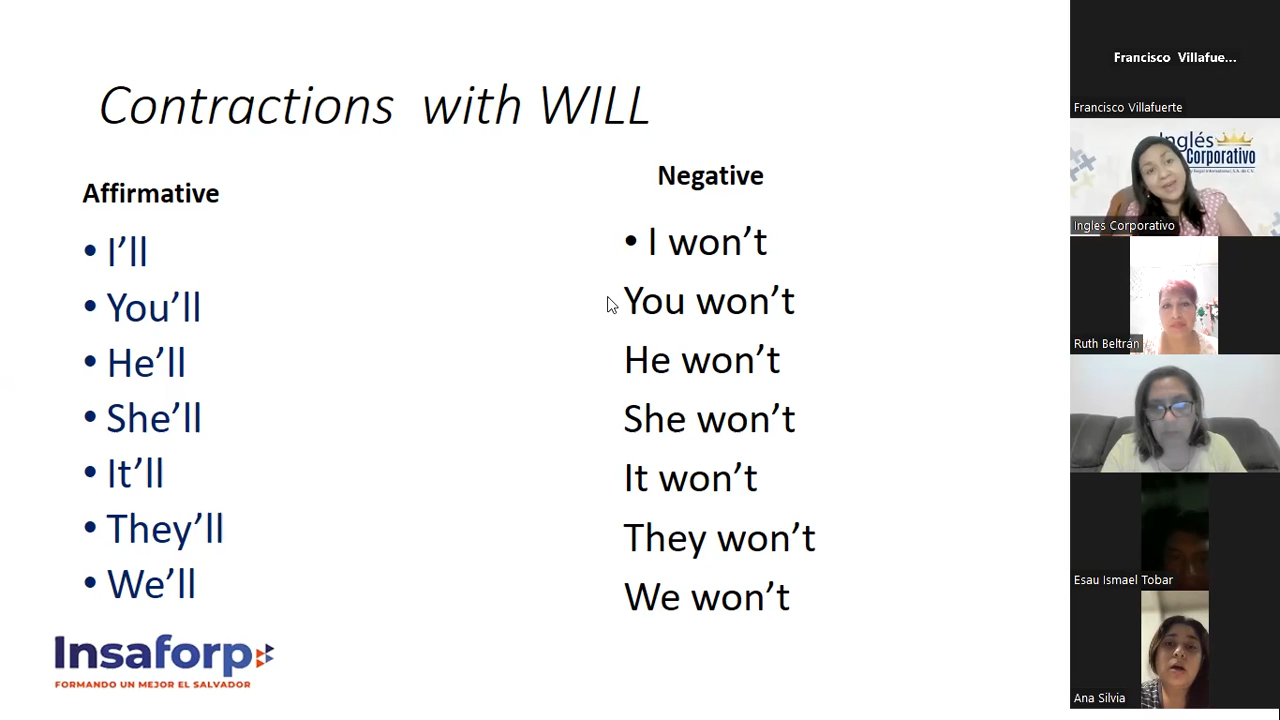 Contractions with WILL
Affirmative
• I'll
• You'll
• He'll
• She'll
• It'll
• They'll
• We'll
Negative
• I won't
You won't
He won't
She won't
It won't
They won't
We won't
Insaforp
FORMANDO UN MEJOR EL SALVADOR
Francisco Villafue...
Francisco Villafuerte
Inglés
Corporativo
Ingles Corporativo
Ruth Beltrán
Esau Ismael Tobar
Ana Silvia